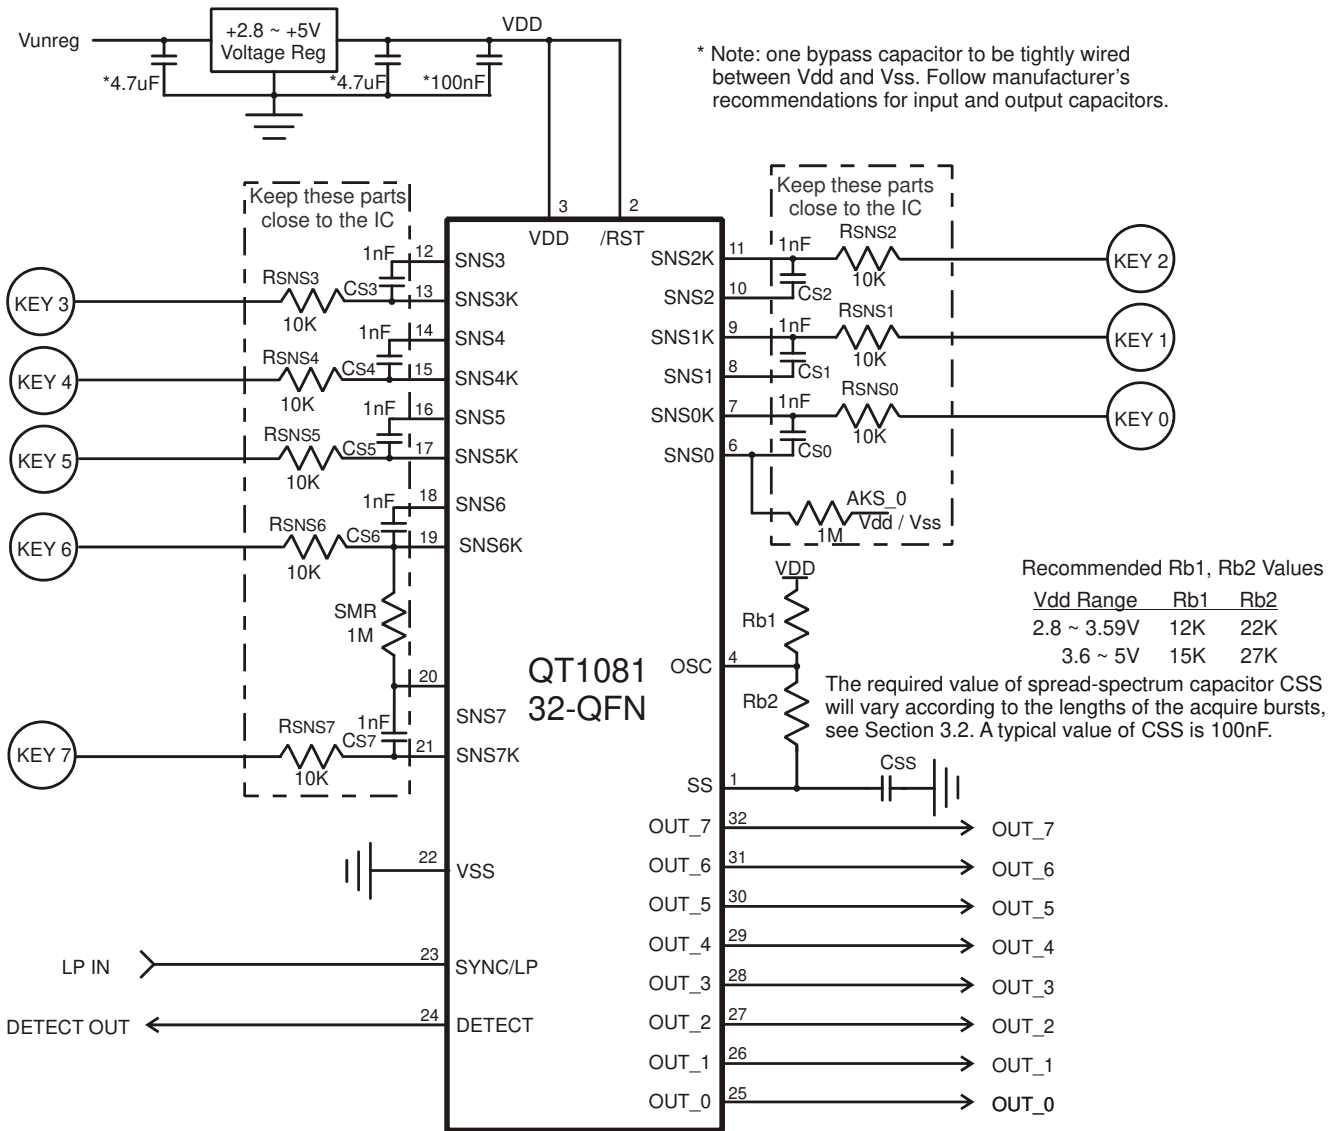 Vunreg
+2.8 ~ +5V
Voltage Reg
VDD
*4.7uF
*4.7uF
*100nF
* Note: one bypass capacitor to be tightly wired
between Vdd and Vss. Follow manufacturer's
recommendations for input and output capacitors.
Keep these parts
close to the IC
Keep these parts
close to the IC
3
2
VDD
/RST
1nF
12
SNS3
KEY 3
RSNS3
CS3
13
SNS3K
10K
1nF
14
SNS4
KEY 4
RSNS4
CS4
15
SNS4K
10K
1nF
16
SNS5
KEY 5
RSNS5
CS5
17
SNS5K
10K
1nF
18
SNS6
KEY 6
RSNS6
CS6
19
SNS6K
10K
SMR
1M
20
SNS7
KEY 7
RSNS7
1nF
CS7
21
SNS7K
10K
22
VSS
LP IN
23
SYNC/LP
DETECT OUT
24
DETECT
QT1081
32-QFN
SNS2K
11
1nF
RSNS2
10K
KEY 2
SNS2
10
CS2
SNS1K
9
1nF
RSNS1
10K
KEY 1
SNS1
8
CS1
SNS0K
7
1nF
RSNS0
10K
KEY 0
SNS0
6
CS0
AKS_0
Vdd / Vss
1M
VDD
Rb1
OSC
4
Rb2
Recommended Rb1, Rb2 Values
Vdd Range Rb1 Rb2
2.8 ~ 3.59V 12K 22K
3.6 ~ 5V 15K 27K
The required value of spread-spectrum capacitor CSS
will vary according to the lengths of the acquire bursts,
see Section 3.2. A typical value of CSS is 100nF.
SS
1
CSS
OUT_7 32 OUT_7
OUT_6 31 OUT_6
OUT_5 30 OUT_5
OUT_4 29 OUT_4
OUT_3 28 OUT_3
OUT_2 27 OUT_2
OUT_1 26 OUT_1
OUT_0 25 OUT_0